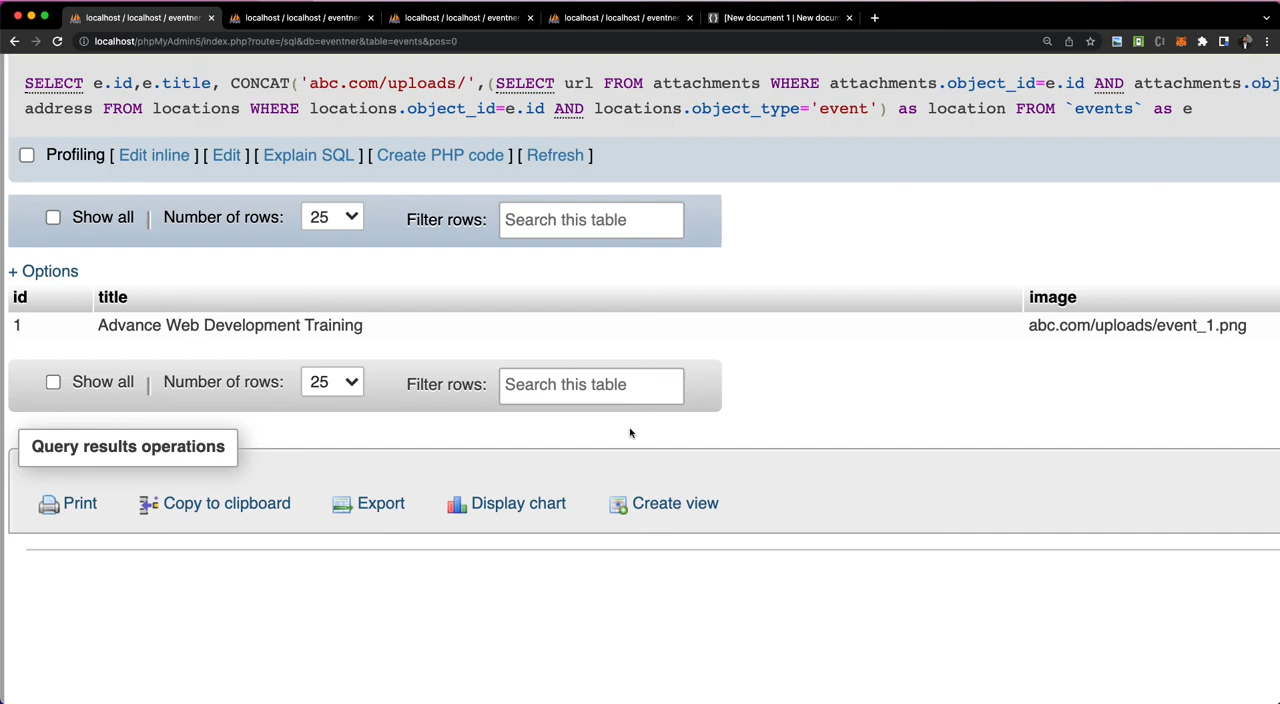 localhost / localhost / eventner
localhost / localhost / eventner
localhost / localhost / eventner
localhost / localhost / eventner
[New document 1 | New docum
localhost/phpMyAdmin5/index.php?route=/sql&db=eventner&table=events&pos=0
SELECT e.id,e.title, CONCAT('abc.com/uploads/',(SELECT url FROM attachments WHERE attachments.object_id=e.id AND attachments.obj
address FROM locations WHERE locations.object_id=e.id AND locations.object_type='event') as location FROM `events` as e
Profiling [ Edit inline ] [ Edit ] [ Explain SQL ] [ Create PHP code ] [ Refresh ]
Show all | Number of rows: 25 Filter rows: Search this table
+ Options
id title image
1 Advance Web Development Training abc.com/uploads/event_1.png
Show all | Number of rows: 25 Filter rows: Search this table
Query results operations
Print Copy to clipboard Export Display chart Create view